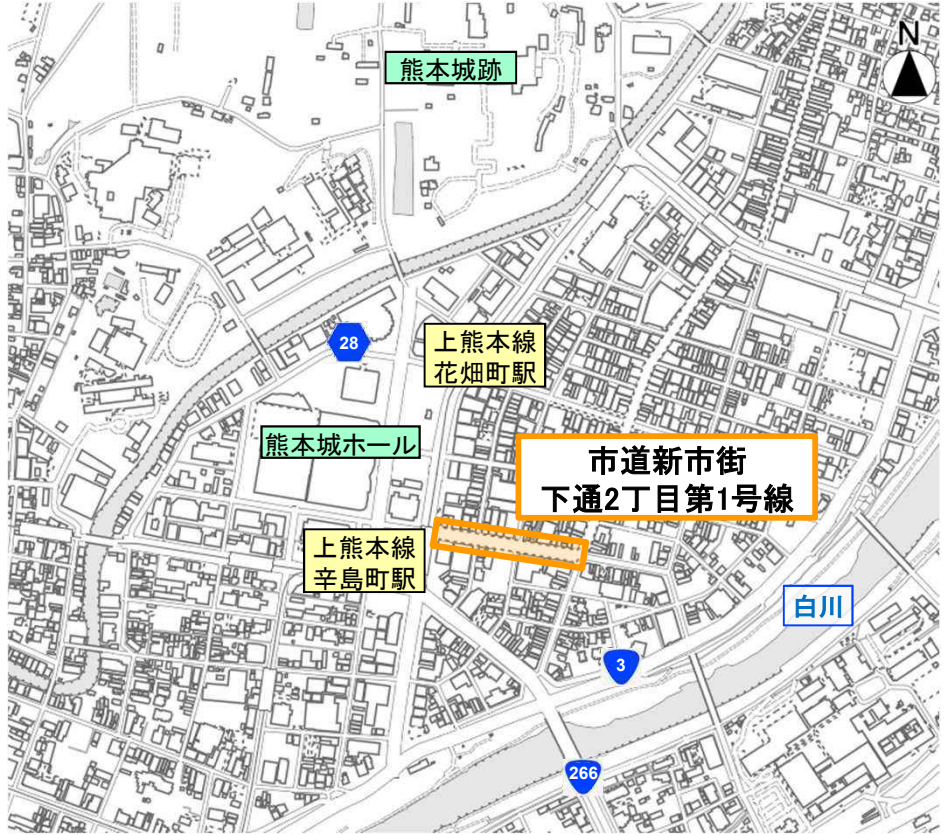 N
熊本城跡
28
上熊本線
花畑町駅
熊本城ホール
市道新市街
下通2丁目第1号線
上熊本線
辛島町駅
白川
3
266